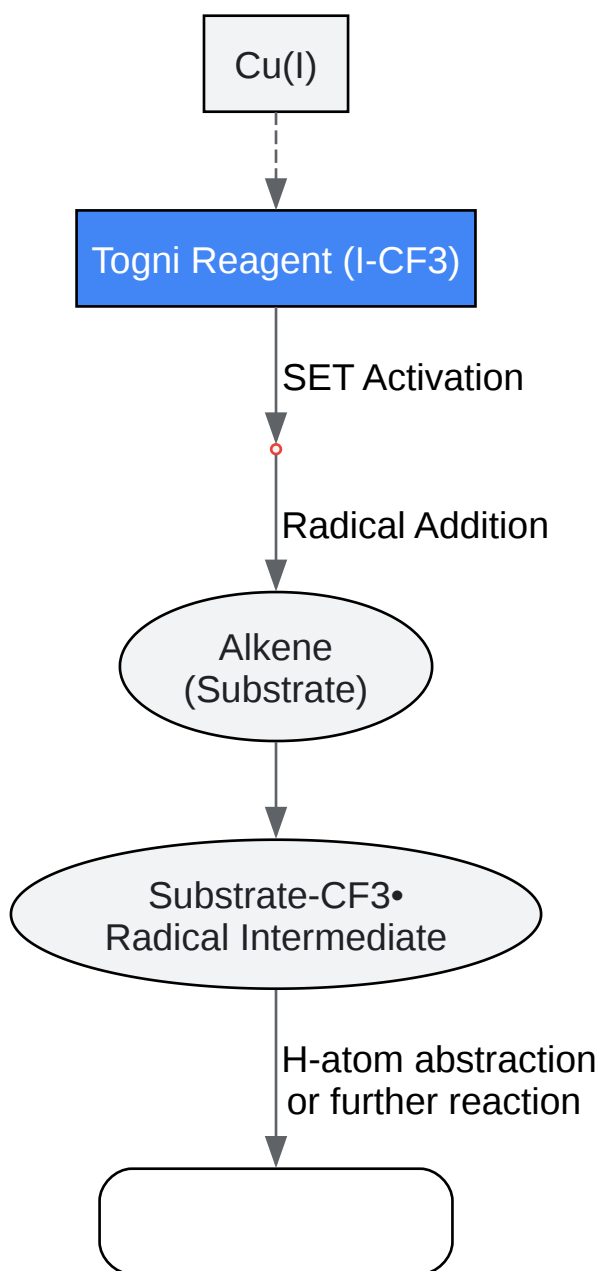 Cu(I)
Togni Reagent (I-CF3)
SET Activation
Radical Addition
Alkene
(Substrate)
Substrate-CF3•
Radical Intermediate
H-atom abstraction
or further reaction